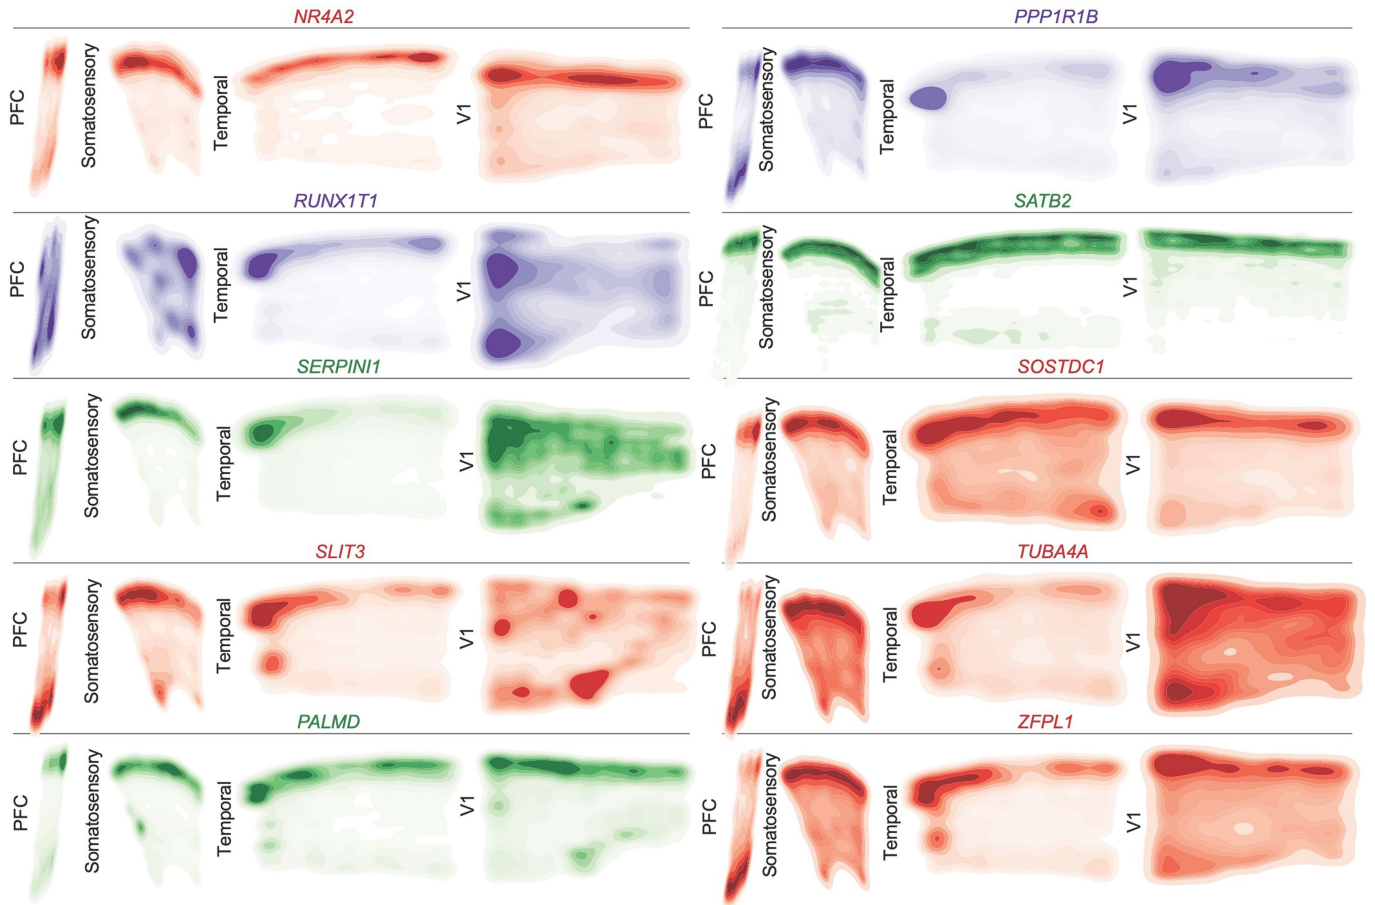 NR4A2
PFC
Somatosensory
Temporal
V1
PPP1R1B
PFC
Somatosensory
Temporal
V1
RUNX1T1
PFC
Somatosensory
Temporal
V1
SATB2
PFC
Somatosensory
Temporal
V1
SERPINI1
PFC
Somatosensory
Temporal
V1
SOSTDC1
PFC
Somatosensory
Temporal
V1
SLIT3
PFC
Somatosensory
Temporal
V1
TUBA4A
PFC
Somatosensory
Temporal
V1
PALMD
PFC
Somatosensory
Temporal
V1
ZFPL1
PFC
Somatosensory
Temporal
V1